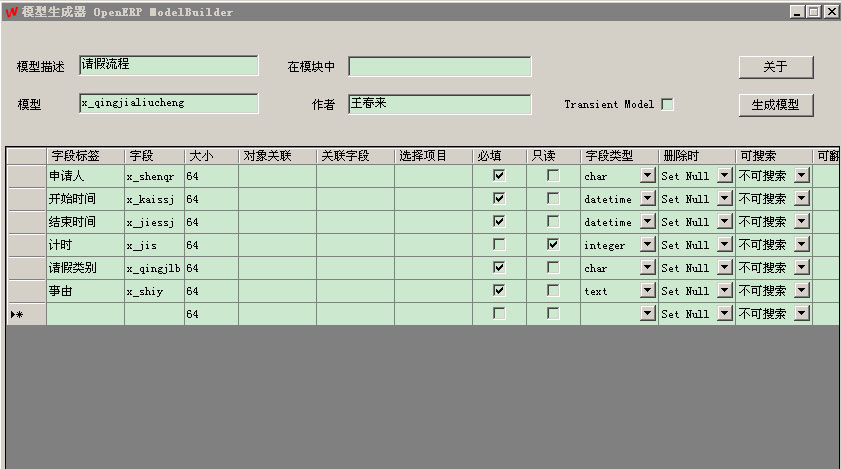 模型生成器 OpenERP ModelBuilder
模型描述 请假流程 在模块中 关于
模型 x_qingjialiucheng 作者 王春来 Transient Model 生成模型
字段标签 字段 大小 对象关联 关联字段 选择项目 必填 只读 字段类型 删除时 可搜索 可翻
申请人 x_shenqr 64 char Set Null 不可搜索
开始时间 x_kaissj 64 datetime Set Null 不可搜索
结束时间 x_jiessj 64 datetime Set Null 不可搜索
计时 x_jis 64 integer Set Null 不可搜索
请假类别 x_qingjlb 64 char Set Null 不可搜索
事由 x_shiy 64 text Set Null 不可搜索
64 Set Null 不可搜索